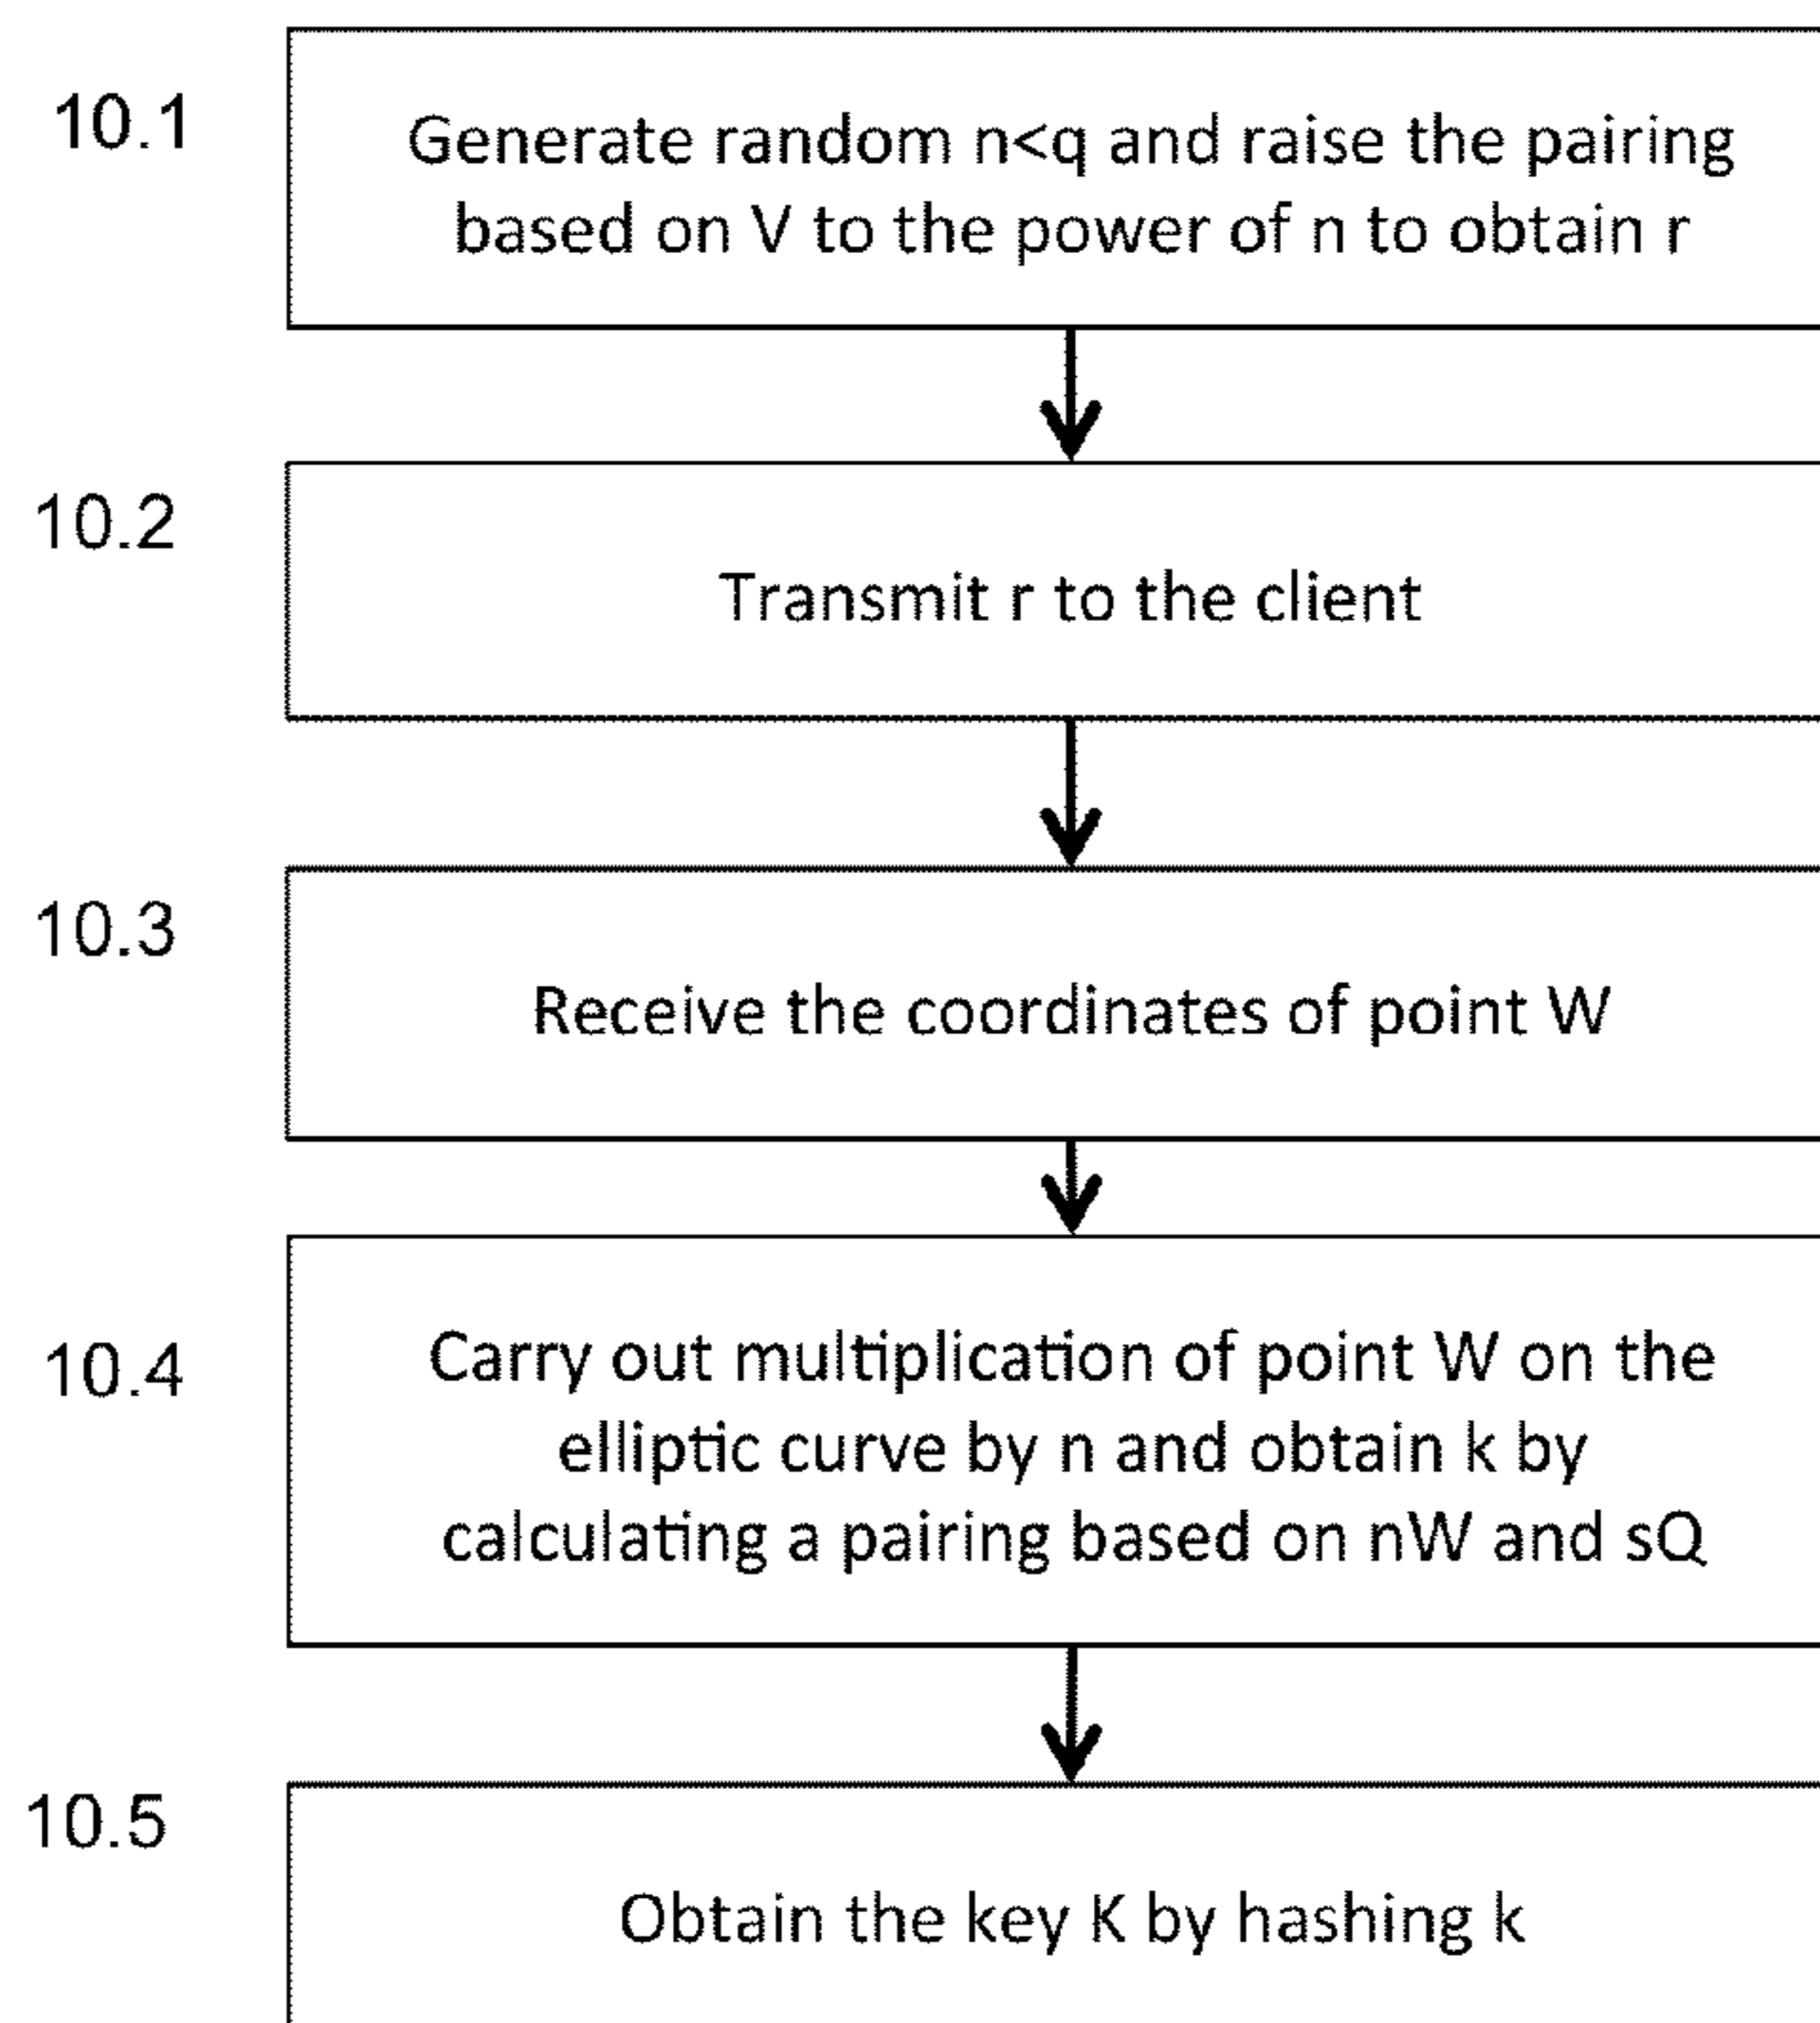 10.1
Generate random n<q and raise the pairing
based on V to the power of n to obtain r
10.2
Transmit r to the client
10.3
Receive the coordinates of point W
10.4
Carry out multiplication of point W on the
elliptic curve by n and obtain k by
calculating a pairing based on nW and sQ
10.5
Obtain the key K by hashing k